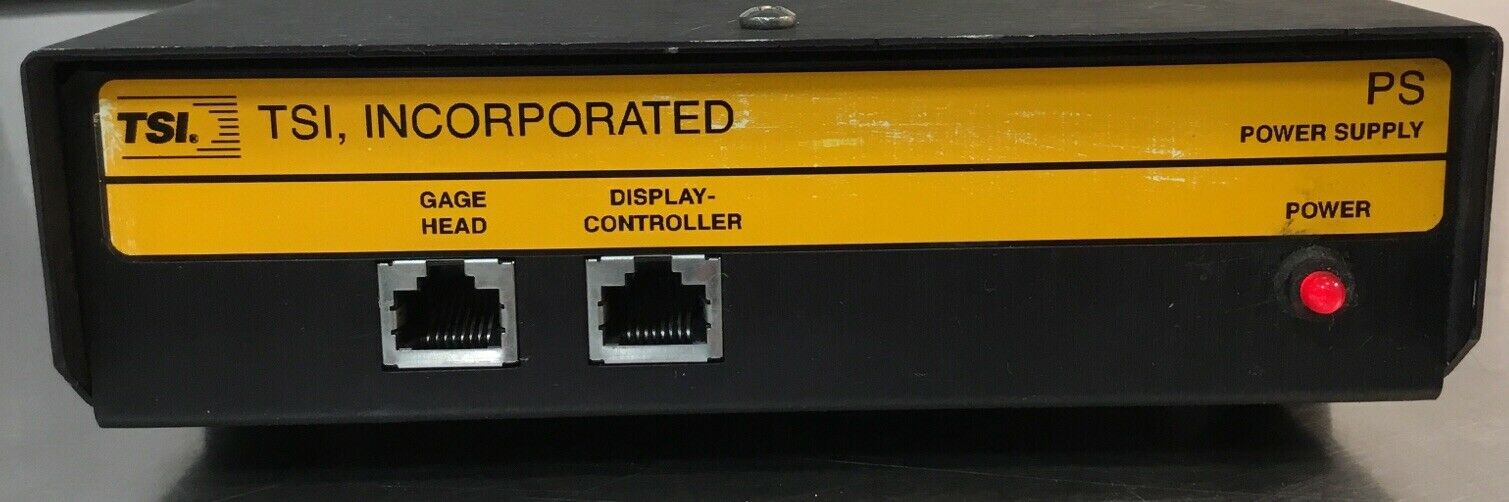 TSI®
TSI, INCORPORATED
PS
POWER SUPPLY
GAGE
HEAD
DISPLAY-
CONTROLLER
POWER